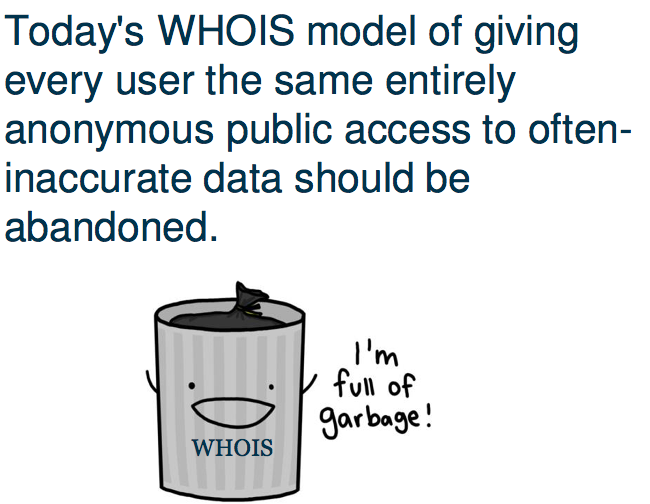 Today's WHOIS model of giving
every user the same entirely
anonymous public access to often-
inaccurate data should be
abandoned.
I'm
full of
garbage!
WHOIS